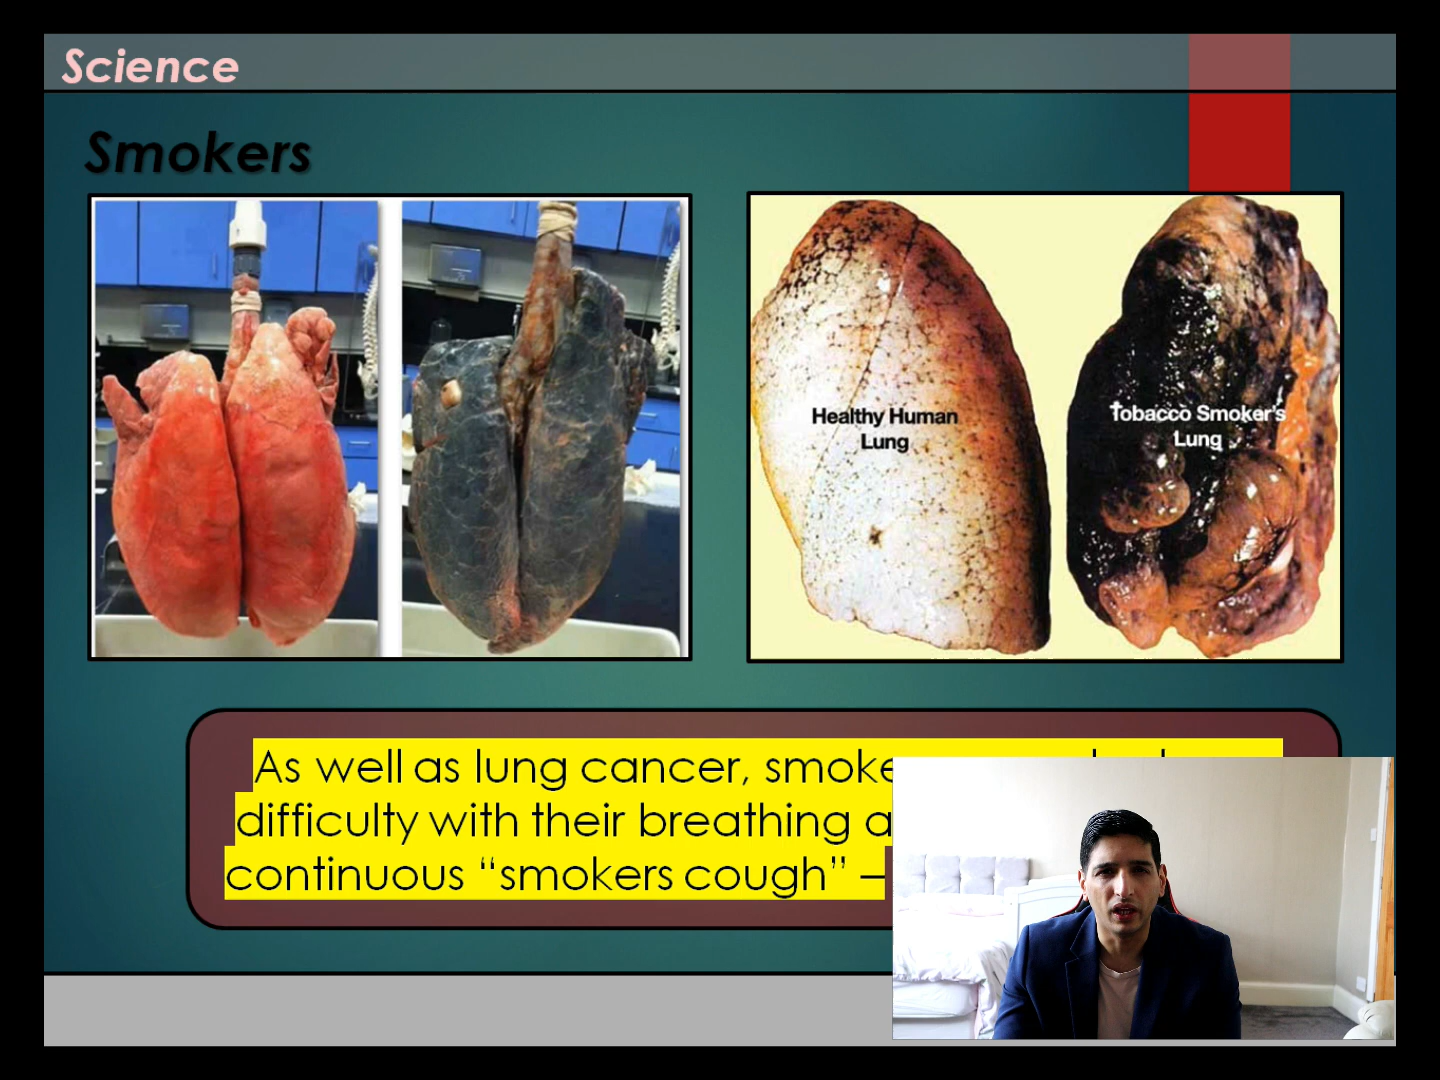 Science
Smokers
Healthy Human
Lung
Tobacco Smoker's
Lung
As well as lung cancer,
difficulty with their breathing
continuous “smokers cough” –